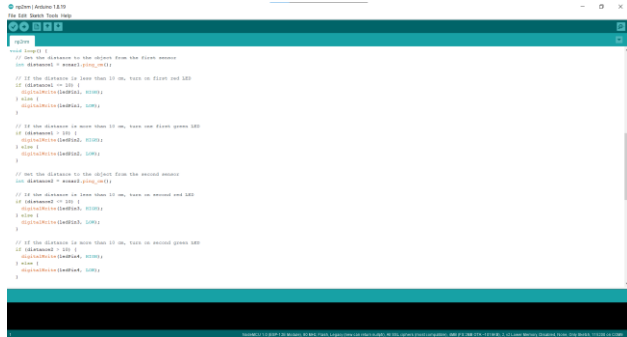 rqi2nm | Arduino 1.8.19
File Edit Sketch Tools Help
rqi2nm
void loop() {
// Get the distance to the object from the first sensor
int distance1 = sonar1.ping_cm();
// If the distance is less than 10 cm, turn on first red LED
if (distance1 <= 10) {
digitalWrite(ledPin1, HIGH);
} else {
digitalWrite(ledPin1, LOW);
}
// If the distance is more than 10 cm, turn one first green LED
if (distance1 > 10) {
digitalWrite(ledPin2, HIGH);
} else {
digitalWrite(ledPin2, LOW);
}
// Get the distance to the object from the second sensor
int distance2 = sonar2.ping_cm();
// If the distance is less than 10 cm, turn on second red LED
if (distance2 <= 10) {
digitalWrite(ledPin3, HIGH);
} else {
digitalWrite(ledPin3, LOW);
}
// If the distance is more than 10 cm, turn on second green LED
if (distance2 > 10) {
digitalWrite(ledPin4, HIGH);
} else {
digitalWrite(ledPin4, LOW);
}